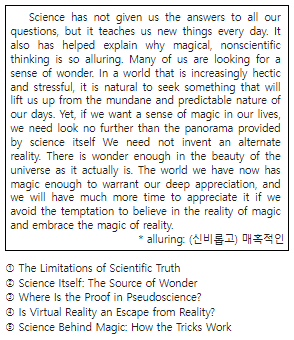 Science has not given us the answers to all our
questions, but it teaches us new things every day. It
also has helped explain why magical, nonscientific
thinking is so alluring. Many of us are looking for a
sense of wonder. In a world that is increasingly hectic
and stressful, it is natural to seek something that will
lift us up from the mundane and predictable nature of
our days. Yet, if we want a sense of magic in our lives,
we need look no further than the panorama provided
by science itself We need not invent an alternate
reality. There is wonder enough in the beauty of the
universe as it actually is. The world we have now has
magic enough to warrant our deep appreciation, and
we will have much more time to appreciate it if we
avoid the temptation to believe in the reality of magic
and embrace the magic of reality.
* alluring: (신비롭고) 매혹적인
① The Limitations of Scientific Truth
② Science Itself: The Source of Wonder
③ Where Is the Proof in Pseudoscience?
④ Is Virtual Reality an Escape from Reality?
⑤ Science Behind Magic: How the Tricks Work